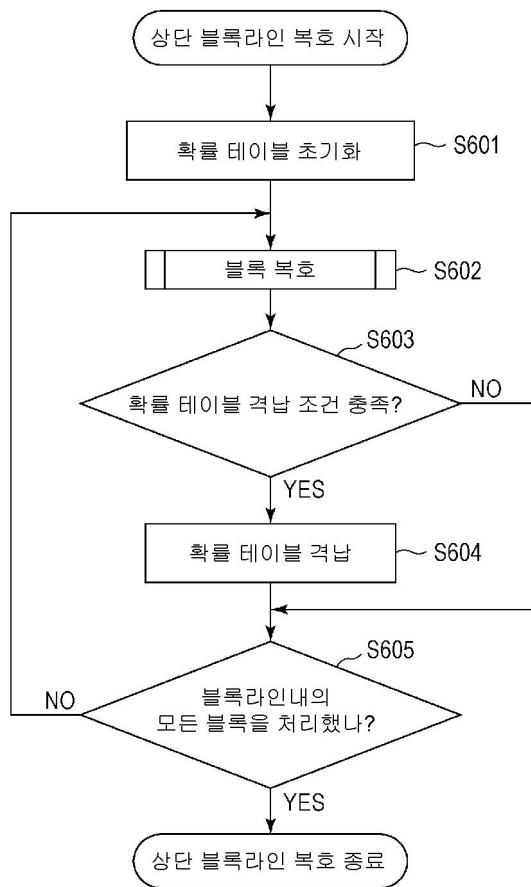 상단 블록라인 복호 시작
확률 테이블 초기화
S601
블록 복호
S602
S603
확률 테이블 격납 조건 충족?
NO
YES
확률 테이블 격납
S604
S605
블록라인내의
모든 블록을 처리했나?
NO
YES
상단 블록라인 복호 종료